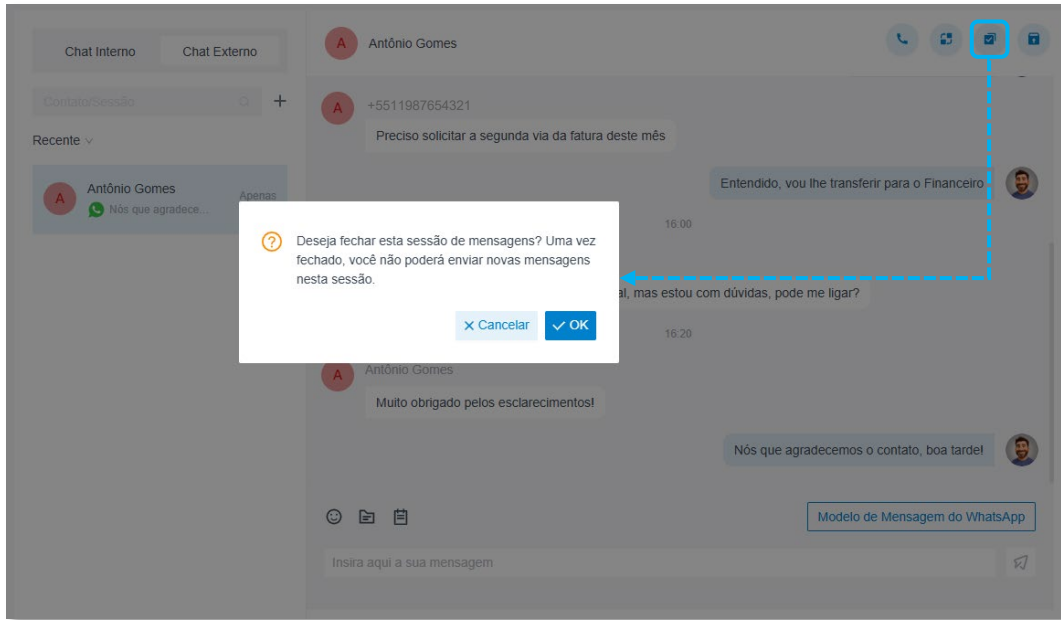 Chat Interno
Chat Externo
Contato/Sessão
Recente
A
Antônio Gomes
Apenas
Nós que agradece...
A
Antônio Gomes
A
+5511987654321
Preciso solicitar a segunda via da fatura deste mês
Entendido, vou lhe transferir para o Financeiro
16:00
Deseja fechar esta sessão de mensagens? Uma vez
fechado, você não poderá enviar novas mensagens
nesta sessão.
Cancelar
OK
mas estou com dúvidas, pode me ligar?
16:20
A
Antônio Gomes
Muito obrigado pelos esclarecimentos!
Nós que agradecemos o contato, boa tarde!
Modelo de Mensagem do WhatsApp
Insira aqui a sua mensagem